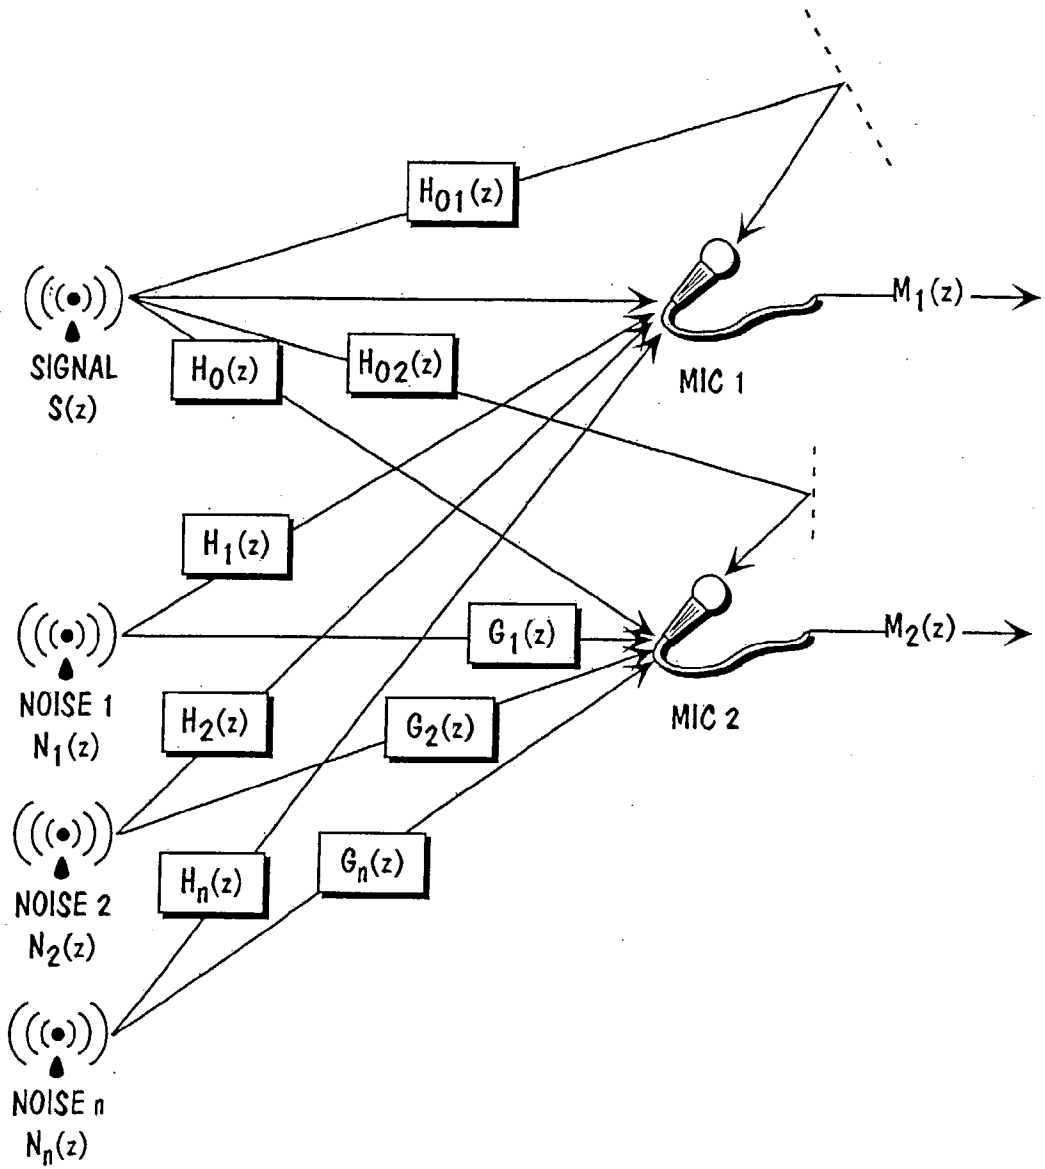 H01(z)
M1(z)
SIGNAL
S(z)
H0(z)
H02(z)
MIC 1
H1(z)
G1(z)
M2(z)
NOISE 1
N1(z)
H2(z)
G2(z)
MIC 2
NOISE 2
N2(z)
Hn(z)
Gn(z)
NOISE n
Nn(z)